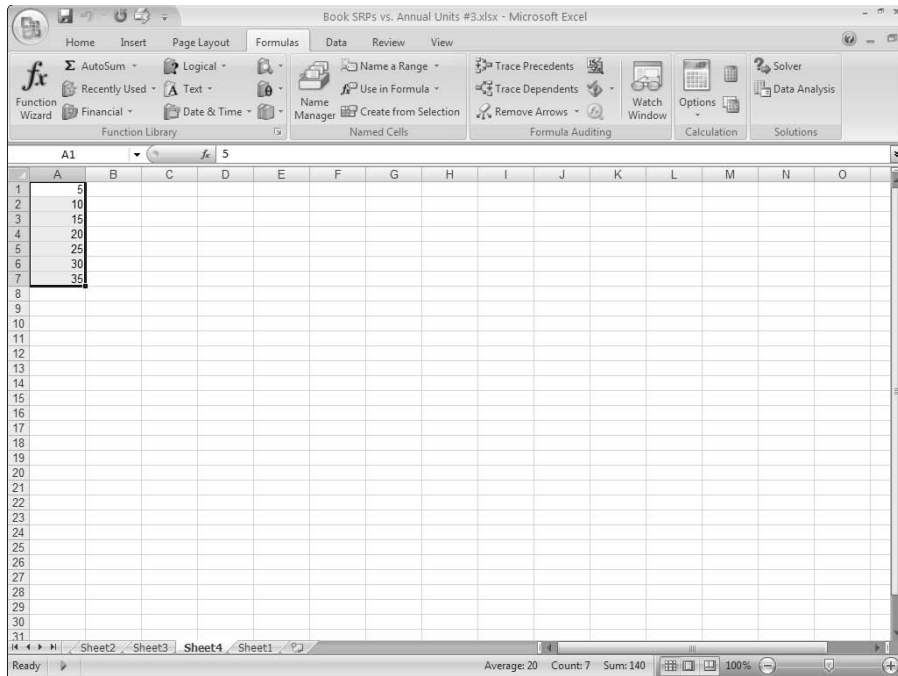 Book SRPs vs. Annual Units #3.xlsx - Microsoft Excel
Home Insert Page Layout Formulas Data Review View
fx Function Wizard
Σ AutoSum
Recently Used
Financial
Logical
A Text
Date & Time
θ
Function Library
Name Manager
Name a Range
fx Use in Formula
Create from Selection
Named Cells
Trace Precedents
Trace Dependents
Remove Arrows
fx
Watch Window
Formula Auditing
Options
Calculation
Solver
Data Analysis
Solutions
A1 fx 5
A B C D E F G H I J K L M N O
1 5
2 10
3 15
4 20
5 25
6 30
7 35
8
9
10
11
12
13
14
15
16
17
18
19
20
21
22
23
24
25
26
27
28
29
30
31
Sheet2 Sheet3 Sheet4 Sheet1
Ready Average: 20 Count: 7 Sum: 140 100%